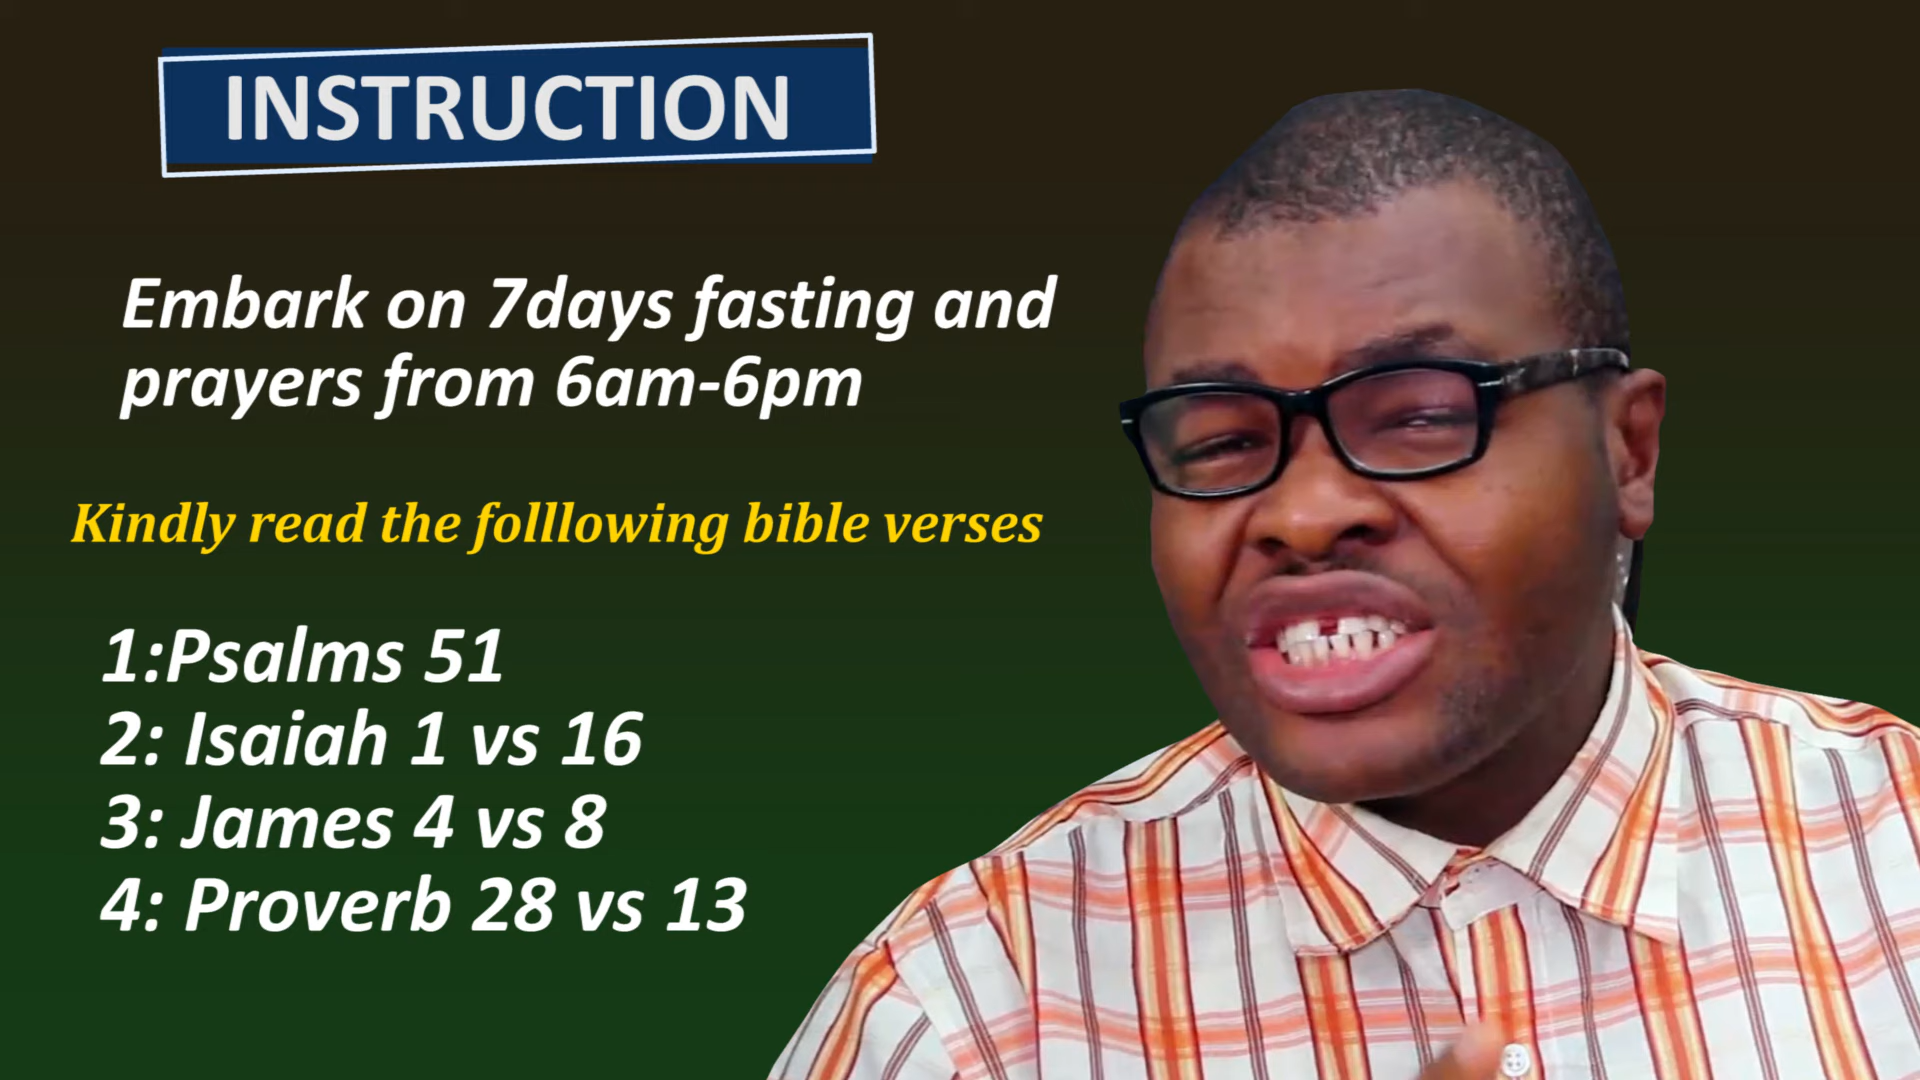 INSTRUCTION
Embark on 7days fasting and
prayers from 6am-6pm
Kindly read the folllowing bible verses
1:Psalms 51
2: Isaiah 1 vs 16
3: James 4 vs 8
4: Proverb 28 vs 13